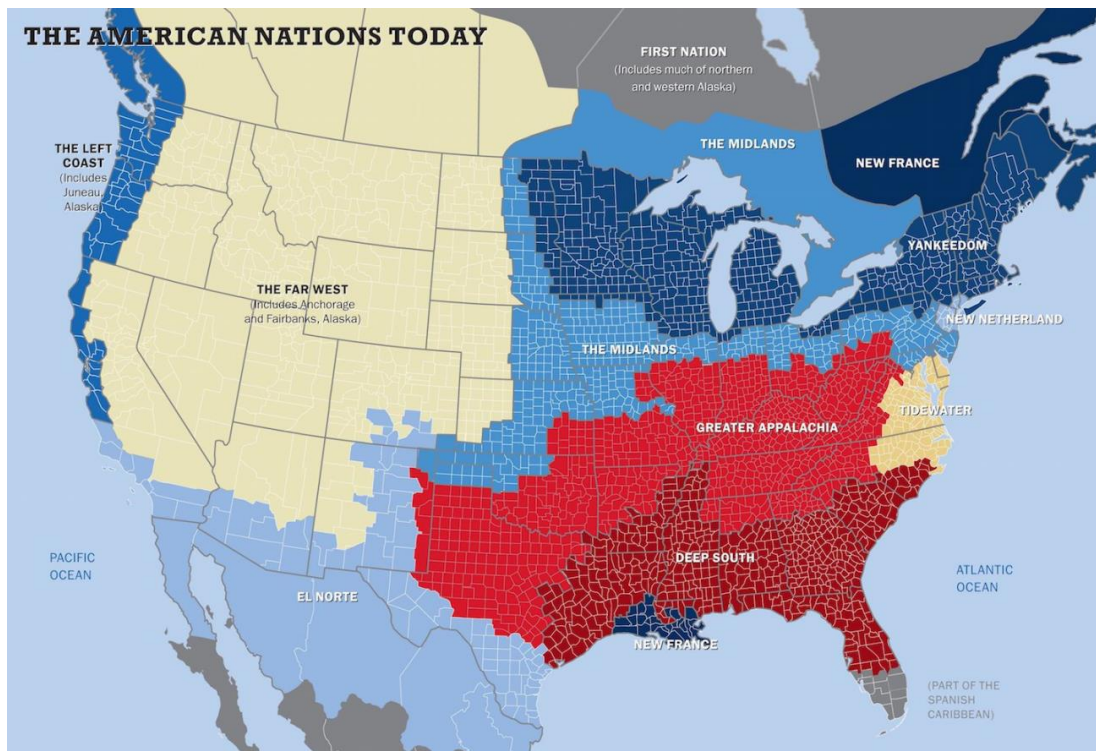 THE AMERICAN NATIONS TODAY
FIRST NATION
(Includes much of northern
and western Alaska)
THE LEFT
COAST
(Includes
Juneau,
Alaska)
THE MIDLANDS
NEW FRANCE
YANKEEDOM
THE FAR WEST
(Includes Anchorage
and Fairbanks, Alaska)
NEW NETHERLAND
THE MIDLANDS
TIDEWATER
GREATER APPALACHIA
PACIFIC
OCEAN
DEEP SOUTH
ATLANTIC
OCEAN
EL NORTE
NEW FRANCE
(PART OF THE
SPANISH
CARIBBEAN)